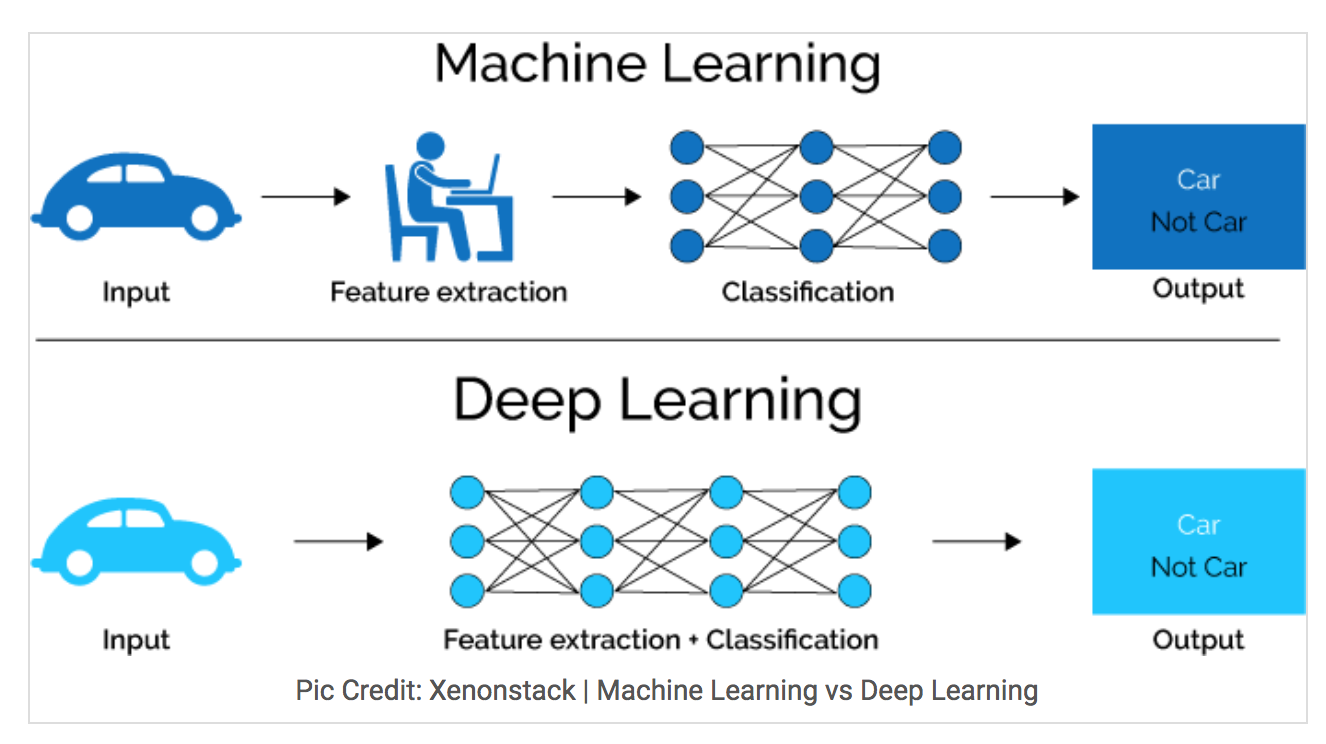 Machine Learning
Car
Not Car
Input
Feature extraction
Classification
Output
Deep Learning
Car
Not Car
Input
Feature extraction + Classification
Output
Pic Credit: Xenonstack | Machine Learning vs Deep Learning